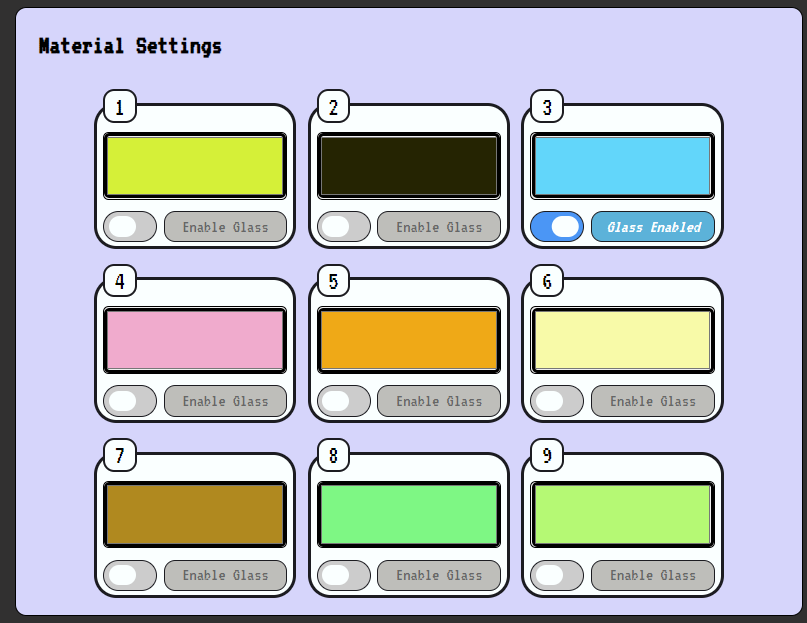 Material Settings
1 2 3
Enable Glass Enable Glass Glass Enabled
4 5 6
Enable Glass Enable Glass Enable Glass
7 8 9
Enable Glass Enable Glass Enable Glass